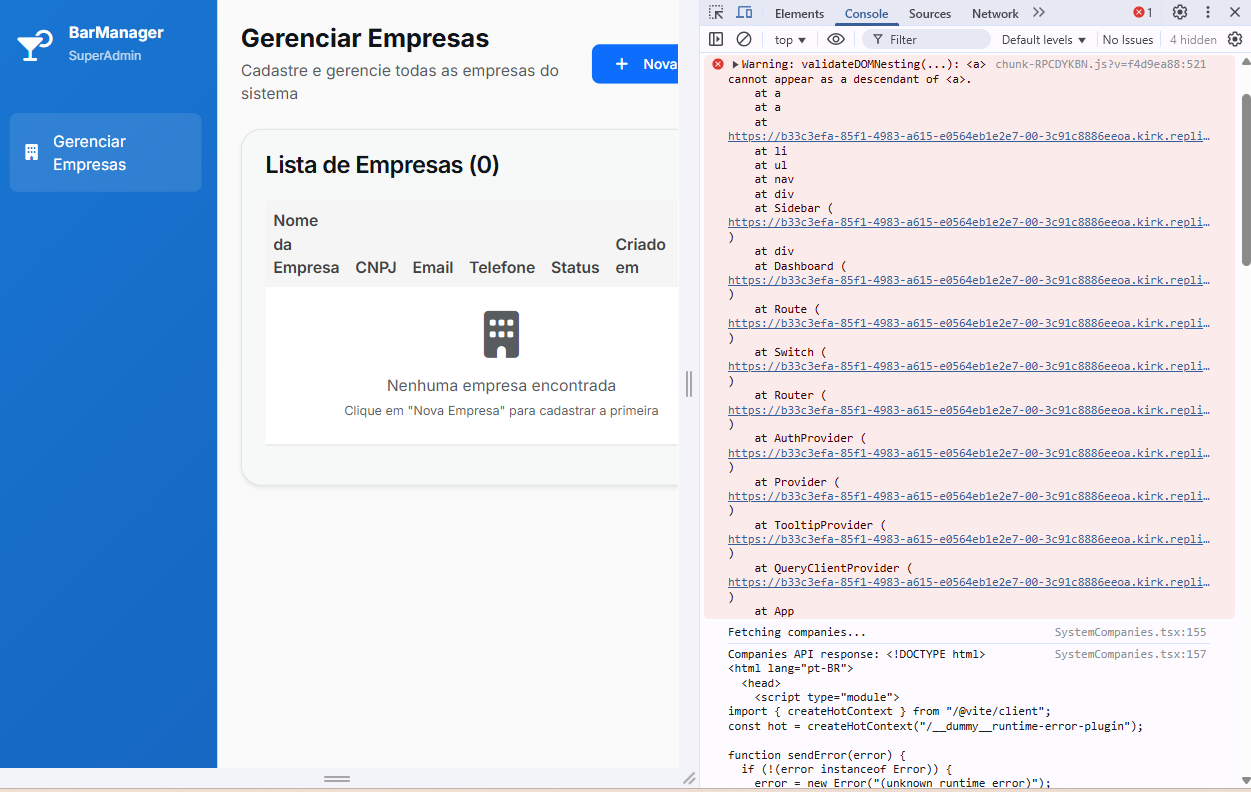 BarManager
SuperAdmin
Gerenciar
Empresas
Gerenciar Empresas
Cadastre e gerencie todas as empresas do
sistema
+ Nova
Lista de Empresas (0)
Nome
da
Empresa CNPJ Email Telefone Status Criado
em
Nenhuma empresa encontrada
Clique em "Nova Empresa" para cadastrar a primeira
Elements Console Sources Network 1
top Filter Default levels No Issues 4 hidden
Warning: validateDOMNesting(...): <a> chunk-RPCDYKBN.js?v=f4d9ea88:521
cannot appear as a descendant of <a>.
at a
at a
at
https://b33c3efa-85f1-4983-a615-e0564eb1e2e7-00-3c91c8886eeoa.kirk.repli…
at li
at ul
at nav
at div
at Sidebar (
https://b33c3efa-85f1-4983-a615-e0564eb1e2e7-00-3c91c8886eeoa.kirk.repli…
)
at div
at Dashboard (
https://b33c3efa-85f1-4983-a615-e0564eb1e2e7-00-3c91c8886eeoa.kirk.repli…
)
at Route (
https://b33c3efa-85f1-4983-a615-e0564eb1e2e7-00-3c91c8886eeoa.kirk.repli…
)
at Switch (
https://b33c3efa-85f1-4983-a615-e0564eb1e2e7-00-3c91c8886eeoa.kirk.repli…
)
at Router (
https://b33c3efa-85f1-4983-a615-e0564eb1e2e7-00-3c91c8886eeoa.kirk.repli…
)
at AuthProvider (
https://b33c3efa-85f1-4983-a615-e0564eb1e2e7-00-3c91c8886eeoa.kirk.repli…
)
at Provider (
https://b33c3efa-85f1-4983-a615-e0564eb1e2e7-00-3c91c8886eeoa.kirk.repli…
)
at TooltipProvider (
https://b33c3efa-85f1-4983-a615-e0564eb1e2e7-00-3c91c8886eeoa.kirk.repli…
)
at QueryClientProvider (
https://b33c3efa-85f1-4983-a615-e0564eb1e2e7-00-3c91c8886eeoa.kirk.repli…
)
at App
Fetching companies... SystemCompanies.tsx:155
Companies API response: <!DOCTYPE html> SystemCompanies.tsx:157
<html lang="pt-BR">
<head>
<script type="module">
import { createHotContext } from "/@vite/client";
const hot = createHotContext("/__dummy__runtime-error-plugin");
function sendError(error) {
if (!(error instanceof Error)) {
error = new Error("(unknown runtime error)");